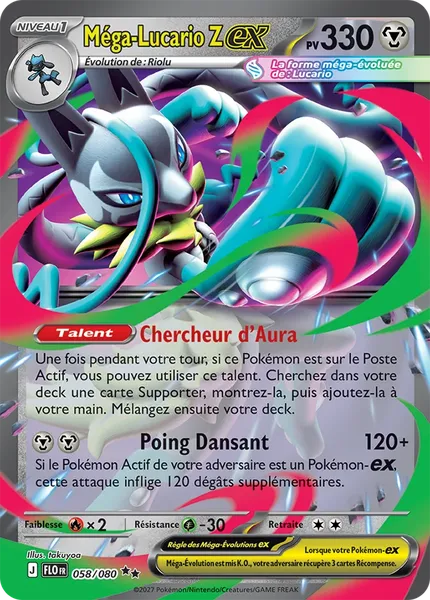 NIVEAU 1
Méga-Lucario Z ex
PV 330
Évolution de : Riolu
La forme méga-évoluée
de : Lucario
Talent Chercheur d'Aura
Une fois pendant votre tour, si ce Pokémon est sur le Poste
Actif, vous pouvez utiliser ce talent. Cherchez dans votre
deck une carte Supporter, montrez-la, puis ajoutez-la à
votre main. Mélangez ensuite votre deck.
Poing Dansant 120+
Si le Pokémon Actif de votre adversaire est un Pokémon-ex,
cette attaque inflige 120 dégâts supplémentaires.
Faiblesse × 2 Résistance -30 Retraite
Illus. takuyoa
Règle des Méga-Évolutions ex
Lorsque votre Pokémon-ex
Méga-Évolution est mis K.O., votre adversaire récupère 3 cartes Récompense.
J FLO FR 058/080
©2027 Pokémon/Nintendo/Creatures/GAME FREAK